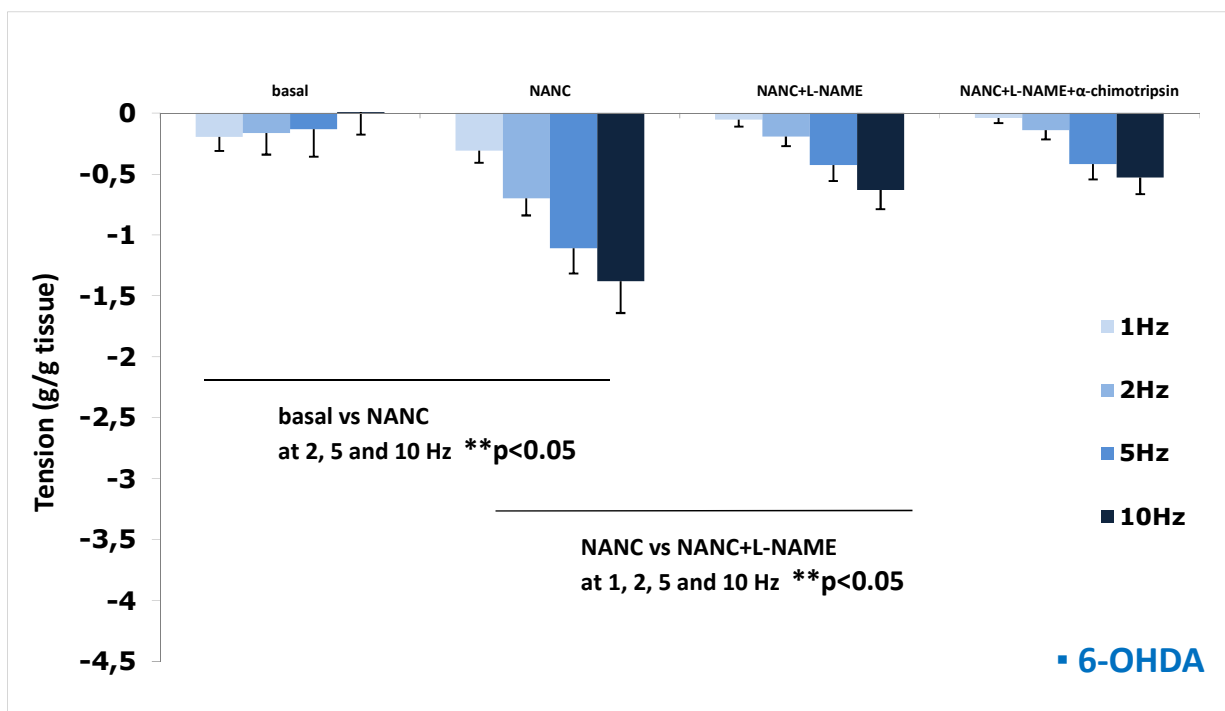 basal
NANC
NANC+L-NAME
NANC+L-NAME+α-chimotripsin
0
-0,5
-1
-1,5
-2
-2,5
-3
-3,5
-4
-4,5
Tension (g/g tissue)
basal vs NANC
at 2, 5 and 10 Hz **p<0.05
NANC vs NANC+L-NAME
at 1, 2, 5 and 10 Hz **p<0.05
1Hz
2Hz
5Hz
10Hz
▪ 6-OHDA